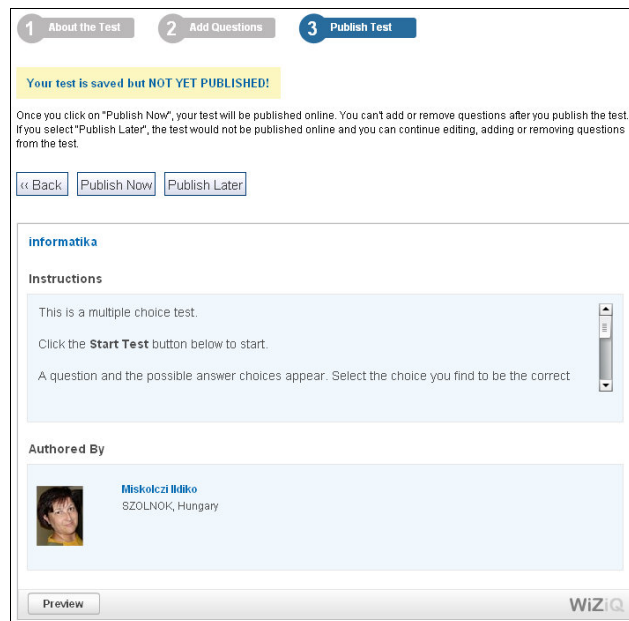 1 About the Test 2 Add Questions 3 Publish Test
Your test is saved but NOT YET PUBLISHED!
Once you click on "Publish Now", your test will be published online. You can't add or remove questions after you publish the test.
If you select "Publish Later", the test would not be published online and you can continue editing, adding or removing questions
from the test.
‹‹ Back Publish Now Publish Later
informatika
Instructions
This is a multiple choice test.
Click the Start Test button below to start.
A question and the possible answer choices appear. Select the choice you find to be the correct
Authored By
Miskolczi Ildiko
SZOLNOK, Hungary
Preview WiZiQ